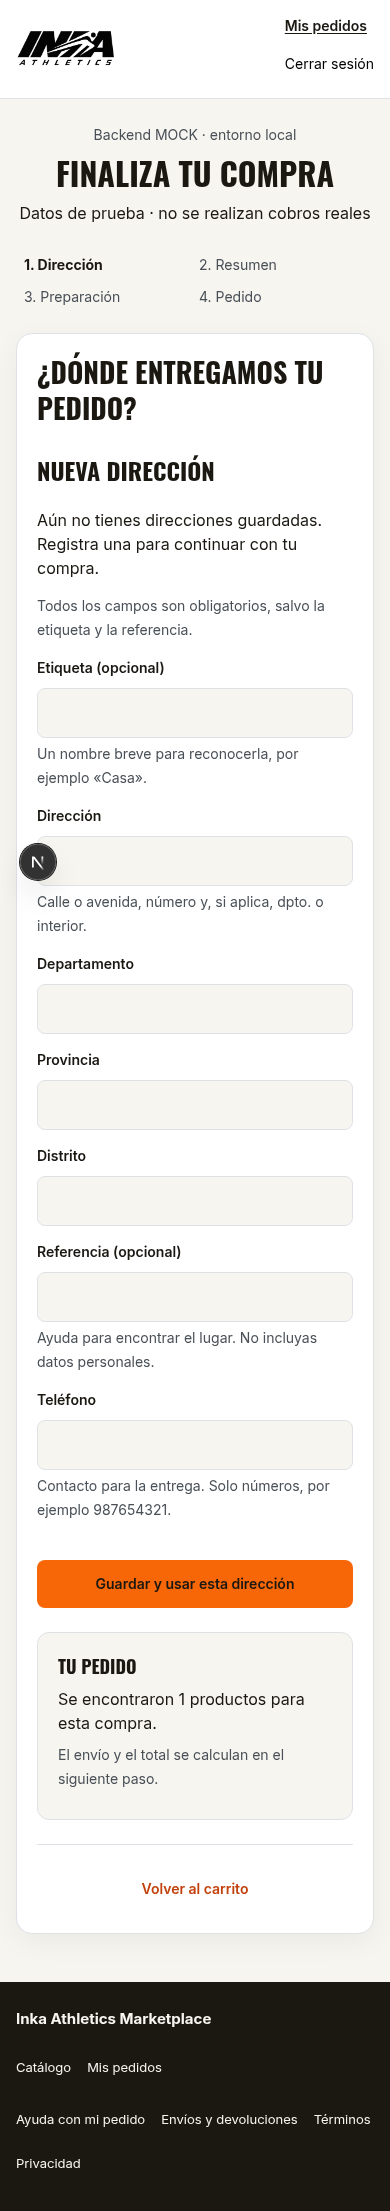 Mis pedidos
INKA
ATHLETICS
Cerrar sesión
Backend MOCK · entorno local
FINALIZA TU COMPRA
Datos de prueba · no se realizan cobros reales
1. Dirección
2. Resumen
3. Preparación
4. Pedido
¿DÓNDE ENTREGAMOS TU
PEDIDO?
NUEVA DIRECCIÓN
Aún no tienes direcciones guardadas.
Registra una para continuar con tu
compra.
Todos los campos son obligatorios, salvo la
etiqueta y la referencia.
Etiqueta (opcional)
Un nombre breve para reconocerla, por
ejemplo «Casa».
Dirección
N
Calle o avenida, número y, si aplica, dpto. o
interior.
Departamento
Provincia
Distrito
Referencia (opcional)
Ayuda para encontrar el lugar. No incluyas
datos personales.
Teléfono
Contacto para la entrega. Solo números, por
ejemplo 987654321.
Guardar y usar esta dirección
TU PEDIDO
Se encontraron 1 productos para
esta compra.
El envío y el total se calculan en el
siguiente paso.
Volver al carrito
Inka Athletics Marketplace
Catálogo
Mis pedidos
Ayuda con mi pedido
Envíos y devoluciones
Términos
Privacidad